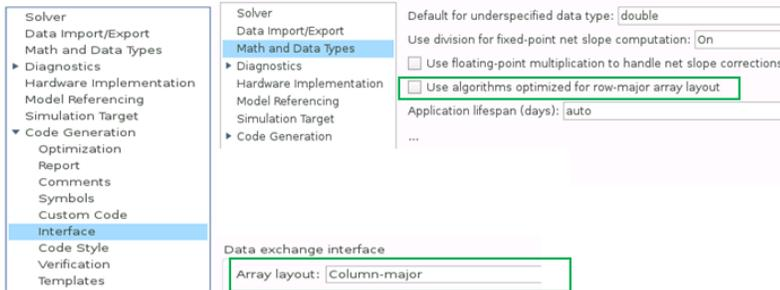 Solver
Data Import/Export
Math and Data Types
Diagnostics
Hardware Implementation
Model Referencing
Simulation Target
Code Generation
Optimization
Report
Comments
Symbols
Custom Code
Interface
Code Style
Verification
Templates
Solver
Data Import/Export
Math and Data Types
Diagnostics
Hardware Implementation
Model Referencing
Simulation Target
Code Generation
Default for underspecified data type: double
Use division for fixed-point net slope computation: On
Use floating-point multiplication to handle net slope corrections
Use algorithms optimized for row-major array layout
Application lifespan (days): auto
...
Data exchange interface
Array layout: Column-major